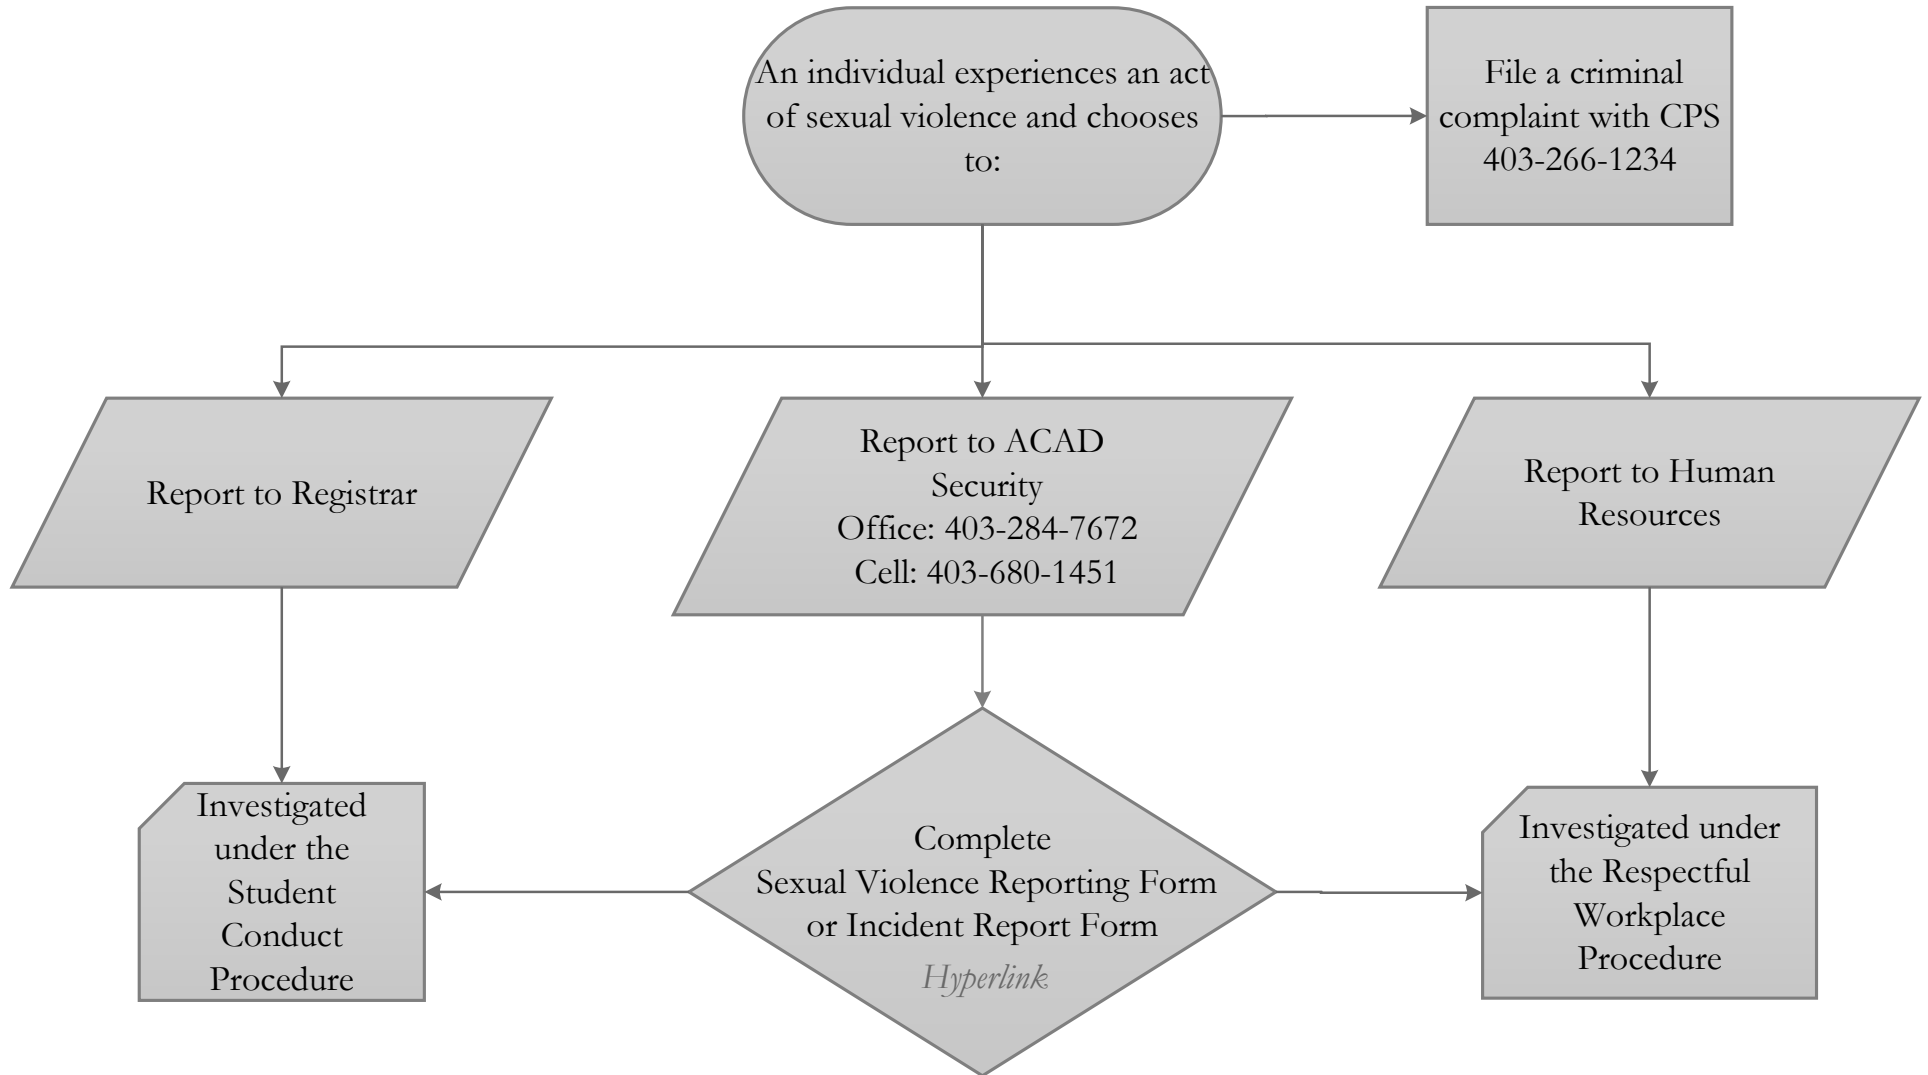 An individual experiences an act
of sexual violence and chooses
to:
File a criminal
complaint with CPS
403-266-1234
Report to Registrar
Report to ACAD
Security
Office: 403-284-7672
Cell: 403-680-1451
Report to Human
Resources
Investigated
under the
Student
Conduct
Procedure
Complete
Sexual Violence Reporting Form
or Incident Report Form
Hyperlink
Investigated under
the Respectful
Workplace
Procedure